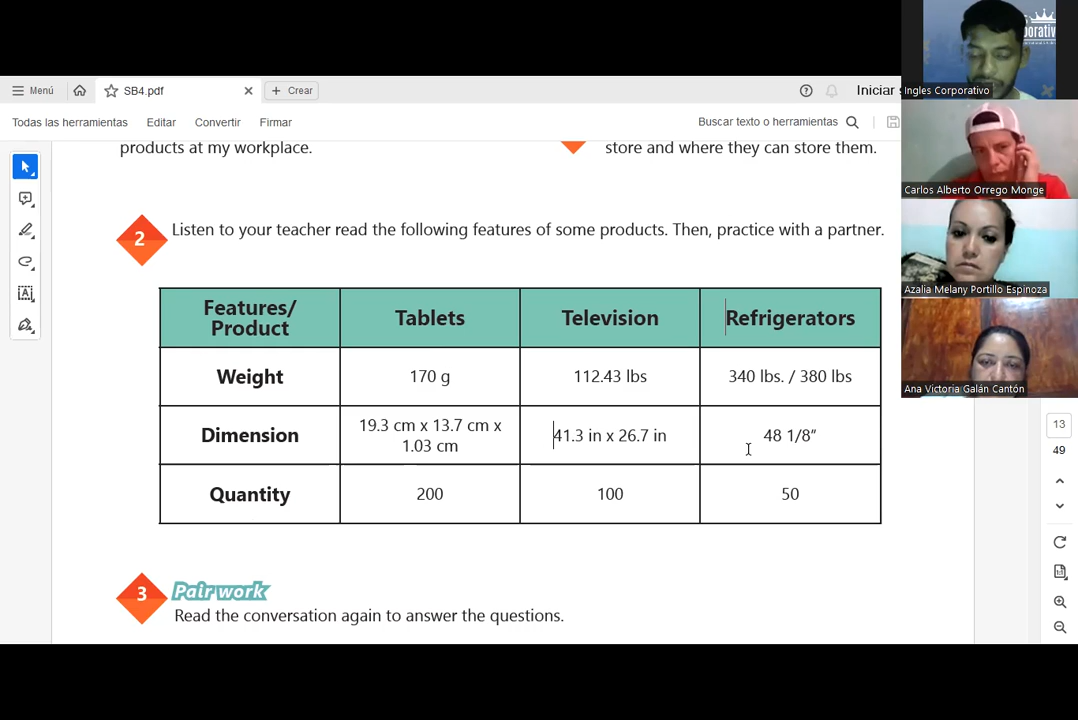 Menú
SB4.pdf
Crear
Iniciar s
Todas las herramientas
Editar
Convertir
Firmar
Buscar texto o herramientas
products at my workplace.
store and where they can store them.
2
Listen to your teacher read the following features of some products. Then, practice with a partner.
Features/ Product
Tablets
Television
Refrigerators
Weight
170 g
112.43 lbs
340 lbs. / 380 lbs
Dimension
19.3 cm x 13.7 cm x
1.03 cm
41.3 in x 26.7 in
48 1/8”
Quantity
200
100
50
3
Pair work
Read the conversation again to answer the questions.
13
49
Ingles Corporativo
Carlos Alberto Orrego Monge
Azalia Melany Portillo Espinoza
Ana Victoria Galán Cantón